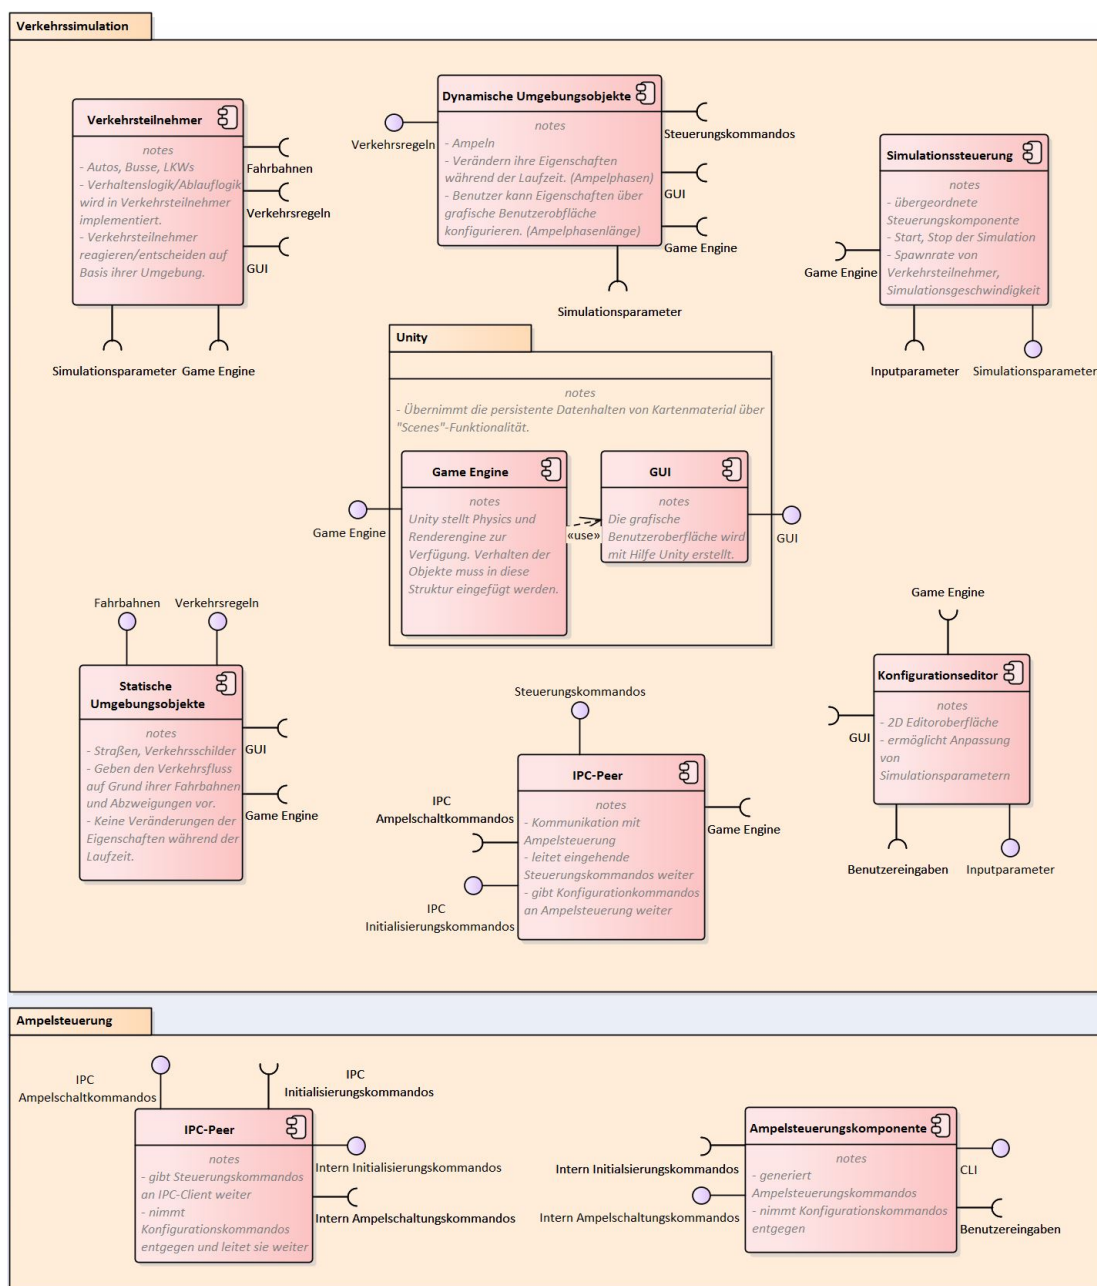 Verkehrssimulation
Verkehrsteilnehmer
notes
- Autos, Busse, LKWs
- Verhaltenslogik/Ablauflogik
wird in Verkehrsteilnehmer
implementiert.
- Verkehrsteilnehmer
reagieren/entscheiden auf
Basis ihrer Umgebung.
Fahrbahnen
Verkehrsregeln
GUI
Simulationsparameter
Game Engine
Dynamische Umgebungsobjekte
notes
- Ampeln
- Verändern ihre Eigenschaften
während der Laufzeit. (Ampelphasen)
- Benutzer kann Eigenschaften über
grafische Benutzerobfläche
konfigurieren. (Ampelphasenlänge)
Verkehrsregeln
Steuerungskommandos
GUI
Game Engine
Simulationsparameter
Simulationssteuerung
notes
- übergeordnete
Steuerungskomponente
- Start, Stop der Simulation
- Spawnrate von
Verkehrsteilnehmer,
Simulationsgeschwindigkeit
Game Engine
Inputparameter
Simulationsparameter
Unity
notes
- Übernimmt die persistente Datenhalten von Kartenmaterial über
"Scenes"-Funktionalität.
Game Engine
notes
Unity stellt Physics und
Renderengine zur
Verfügung. Verhalten der
Objekte muss in diese
Struktur eingefügt werden.
Game Engine
«use»
GUI
notes
Die grafische
Benutzeroberfläche wird
mit Hilfe Unity erstellt.
GUI
Fahrbahnen
Verkehrsregeln
Statische
Umgebungsobjekte
notes
- Straßen, Verkehrsschilder
- Geben den Verkehrsfluss
auf Grund ihrer Fahrbahnen
und Abzweigungen vor.
- Keine Veränderungen der
Eigenschaften während der
Laufzeit.
GUI
Game Engine
Steuerungskommandos
IPC-Peer
notes
- Kommunikation mit
Ampelsteuerung
- leitet eingehende
Steuerungskommandos weiter
- gibt Konfigurationkommandos
an Ampelsteuerung weiter
IPC
Ampelschaltkommandos
IPC
Initialisierungskommandos
Game Engine
Game Engine
Konfigurationseditor
notes
- 2D Editoroberfläche
- ermöglicht Anpassung
von
Simulationsparametern
GUI
Benutzereingaben
Inputparameter
Ampelsteuerung
IPC
Ampelschaltkommandos
IPC
Initialisierungskommandos
IPC-Peer
notes
- gibt Steuerungskommandos
an IPC-Client weiter
- nimmt
Konfigurationskommandos
entgegen und leitet sie weiter
Intern Initialisierungskommandos
Intern Ampelschaltungskommandos
Ampelsteuerungskomponente
notes
- generiert
Ampelsteuerungskommandos
- nimmt Konfigurationskommandos
entgegen
Intern Initialsierungskommandos
Intern Ampelschaltungskommandos
CLI
Benutzereingaben